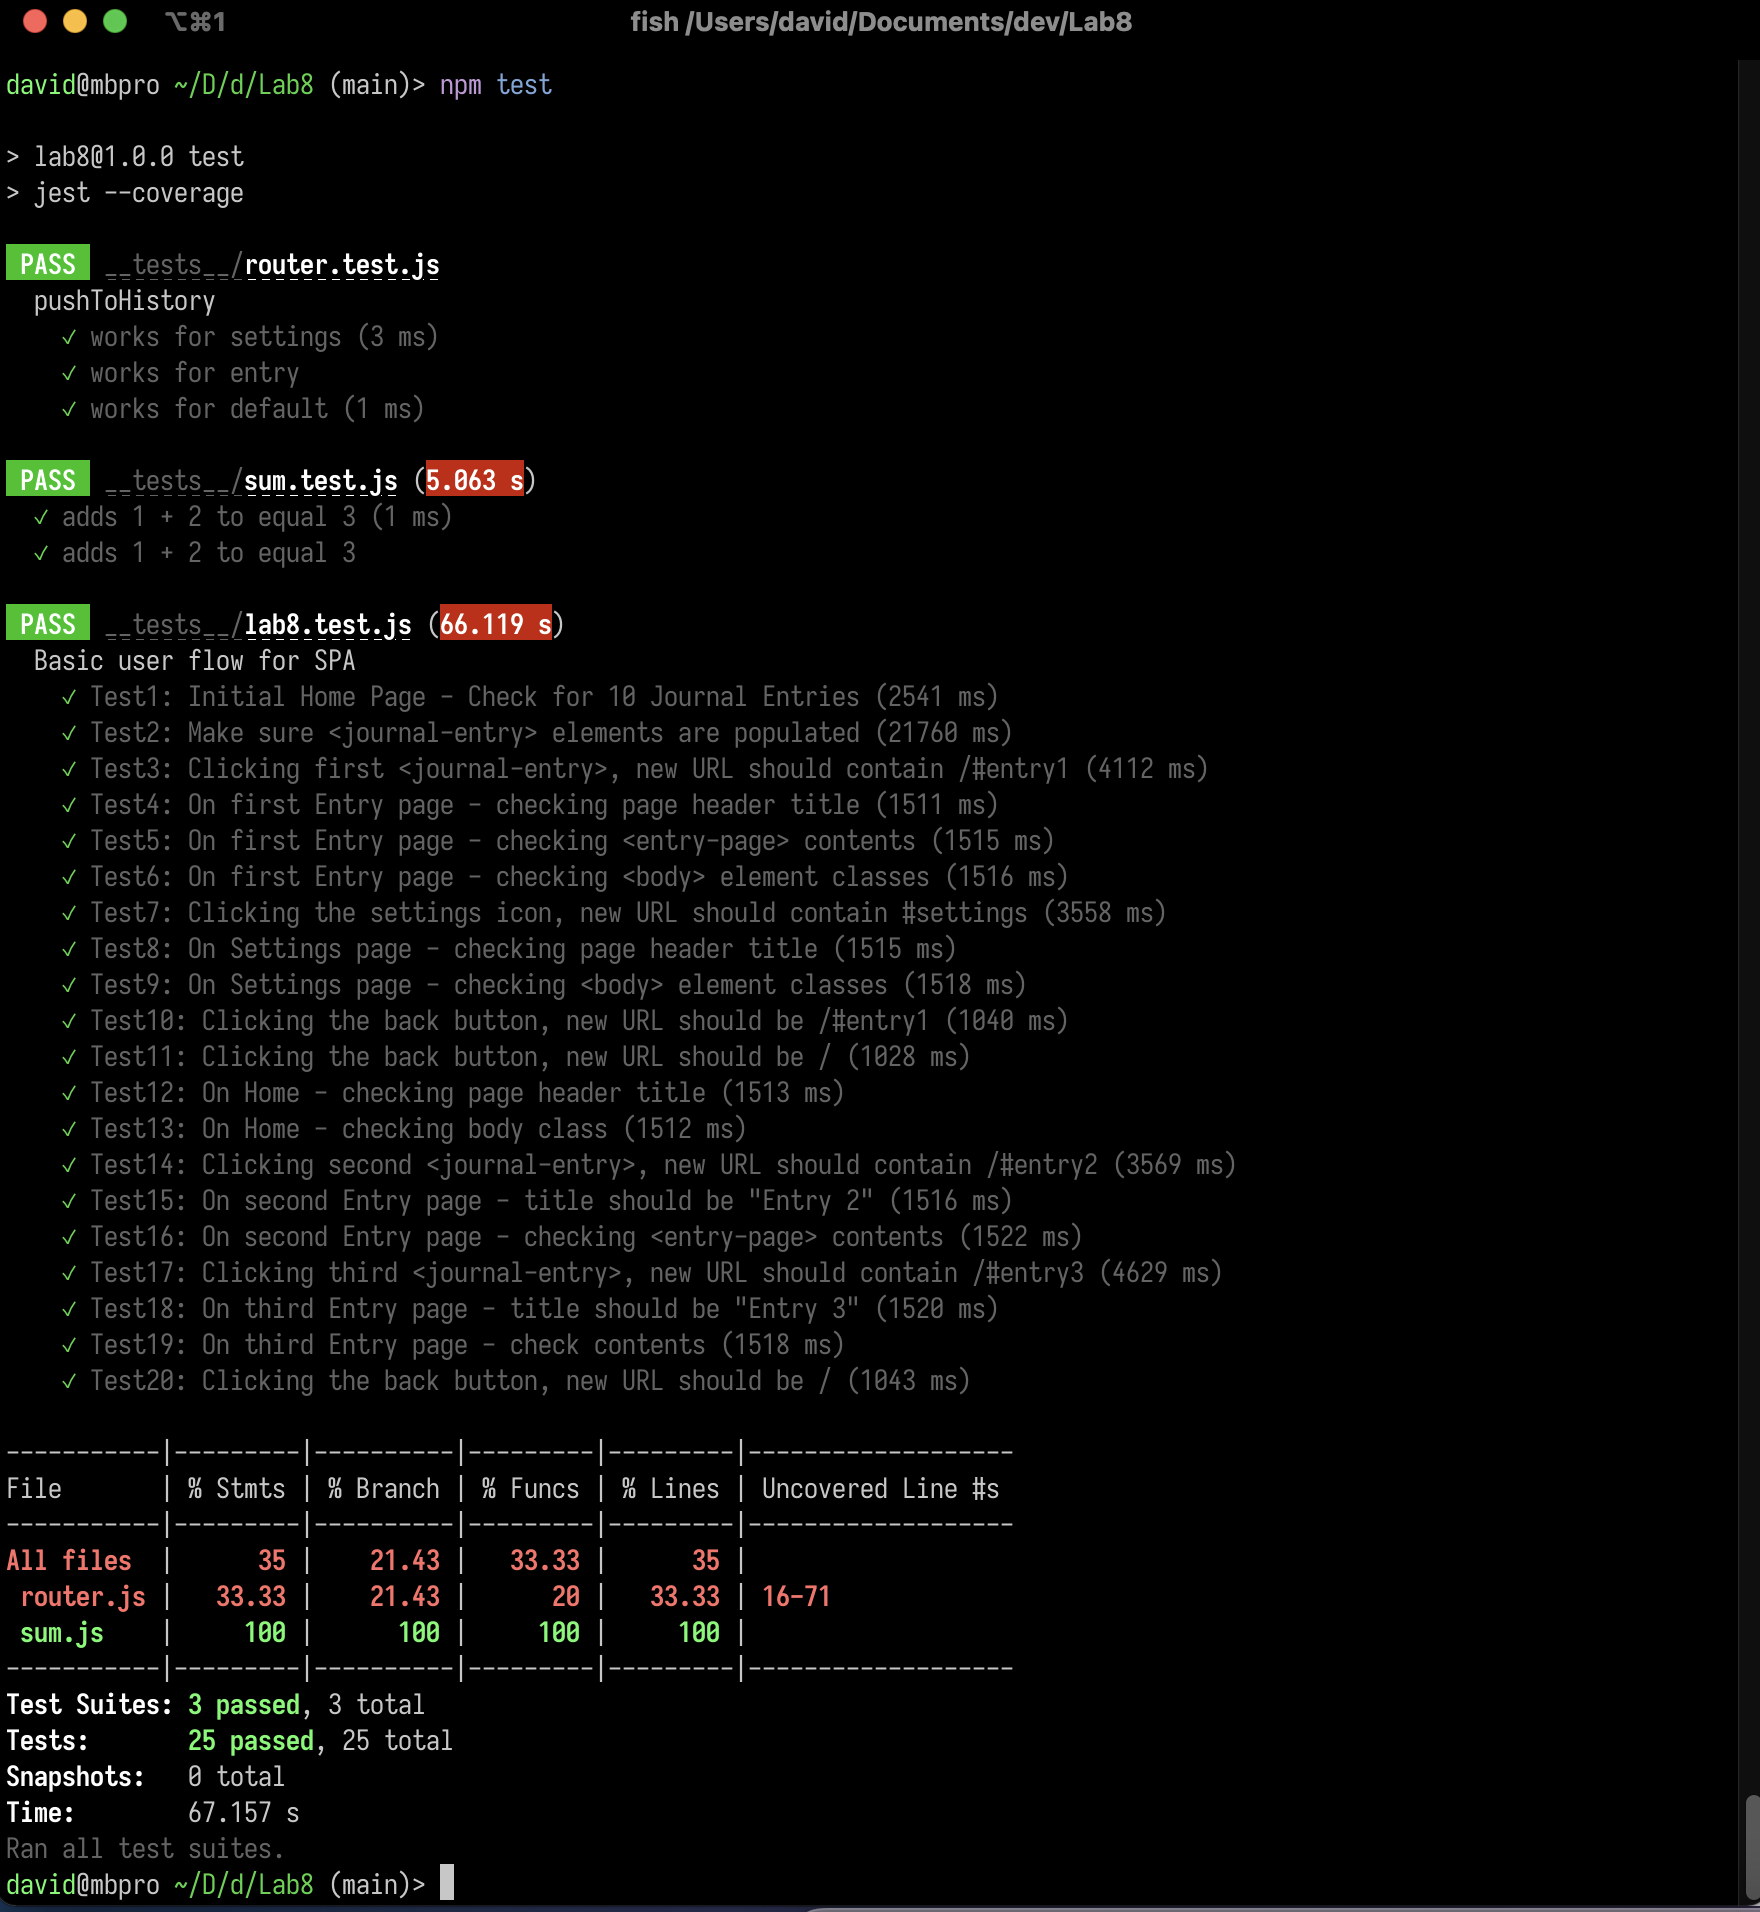 ⌥⌘1 fish /Users/david/Documents/dev/Lab8
david@mbpro ~/D/d/Lab8 (main)> npm test
> lab8@1.0.0 test
> jest --coverage
PASS __tests__/router.test.js
pushToHistory
✓ works for settings (3 ms)
✓ works for entry
✓ works for default (1 ms)
PASS __tests__/sum.test.js (5.063 s)
✓ adds 1 + 2 to equal 3 (1 ms)
✓ adds 1 + 2 to equal 3
PASS __tests__/lab8.test.js (66.119 s)
Basic user flow for SPA
✓ Test1: Initial Home Page - Check for 10 Journal Entries (2541 ms)
✓ Test2: Make sure <journal-entry> elements are populated (21760 ms)
✓ Test3: Clicking first <journal-entry>, new URL should contain /#entry1 (4112 ms)
✓ Test4: On first Entry page - checking page header title (1511 ms)
✓ Test5: On first Entry page - checking <entry-page> contents (1515 ms)
✓ Test6: On first Entry page - checking <body> element classes (1516 ms)
✓ Test7: Clicking the settings icon, new URL should contain #settings (3558 ms)
✓ Test8: On Settings page - checking page header title (1515 ms)
✓ Test9: On Settings page - checking <body> element classes (1518 ms)
✓ Test10: Clicking the back button, new URL should be /#entry1 (1040 ms)
✓ Test11: Clicking the back button, new URL should be / (1028 ms)
✓ Test12: On Home - checking page header title (1513 ms)
✓ Test13: On Home - checking body class (1512 ms)
✓ Test14: Clicking second <journal-entry>, new URL should contain /#entry2 (3569 ms)
✓ Test15: On second Entry page - title should be "Entry 2" (1516 ms)
✓ Test16: On second Entry page - checking <entry-page> contents (1522 ms)
✓ Test17: Clicking third <journal-entry>, new URL should contain /#entry3 (4629 ms)
✓ Test18: On third Entry page - title should be "Entry 3" (1520 ms)
✓ Test19: On third Entry page - check contents (1518 ms)
✓ Test20: Clicking the back button, new URL should be / (1043 ms)
-----------|---------|----------|---------|---------|-------------------
File       | % Stmts | % Branch | % Funcs | % Lines | Uncovered Line #s
-----------|---------|----------|---------|---------|-------------------
All files  |      35 |    21.43 |   33.33 |      35 |
 router.js |   33.33 |    21.43 |      20 |   33.33 | 16-71
 sum.js    |     100 |      100 |     100 |     100 |
-----------|---------|----------|---------|---------|-------------------
Test Suites: 3 passed, 3 total
Tests:       25 passed, 25 total
Snapshots:   0 total
Time:        67.157 s
Ran all test suites.
david@mbpro ~/D/d/Lab8 (main)>